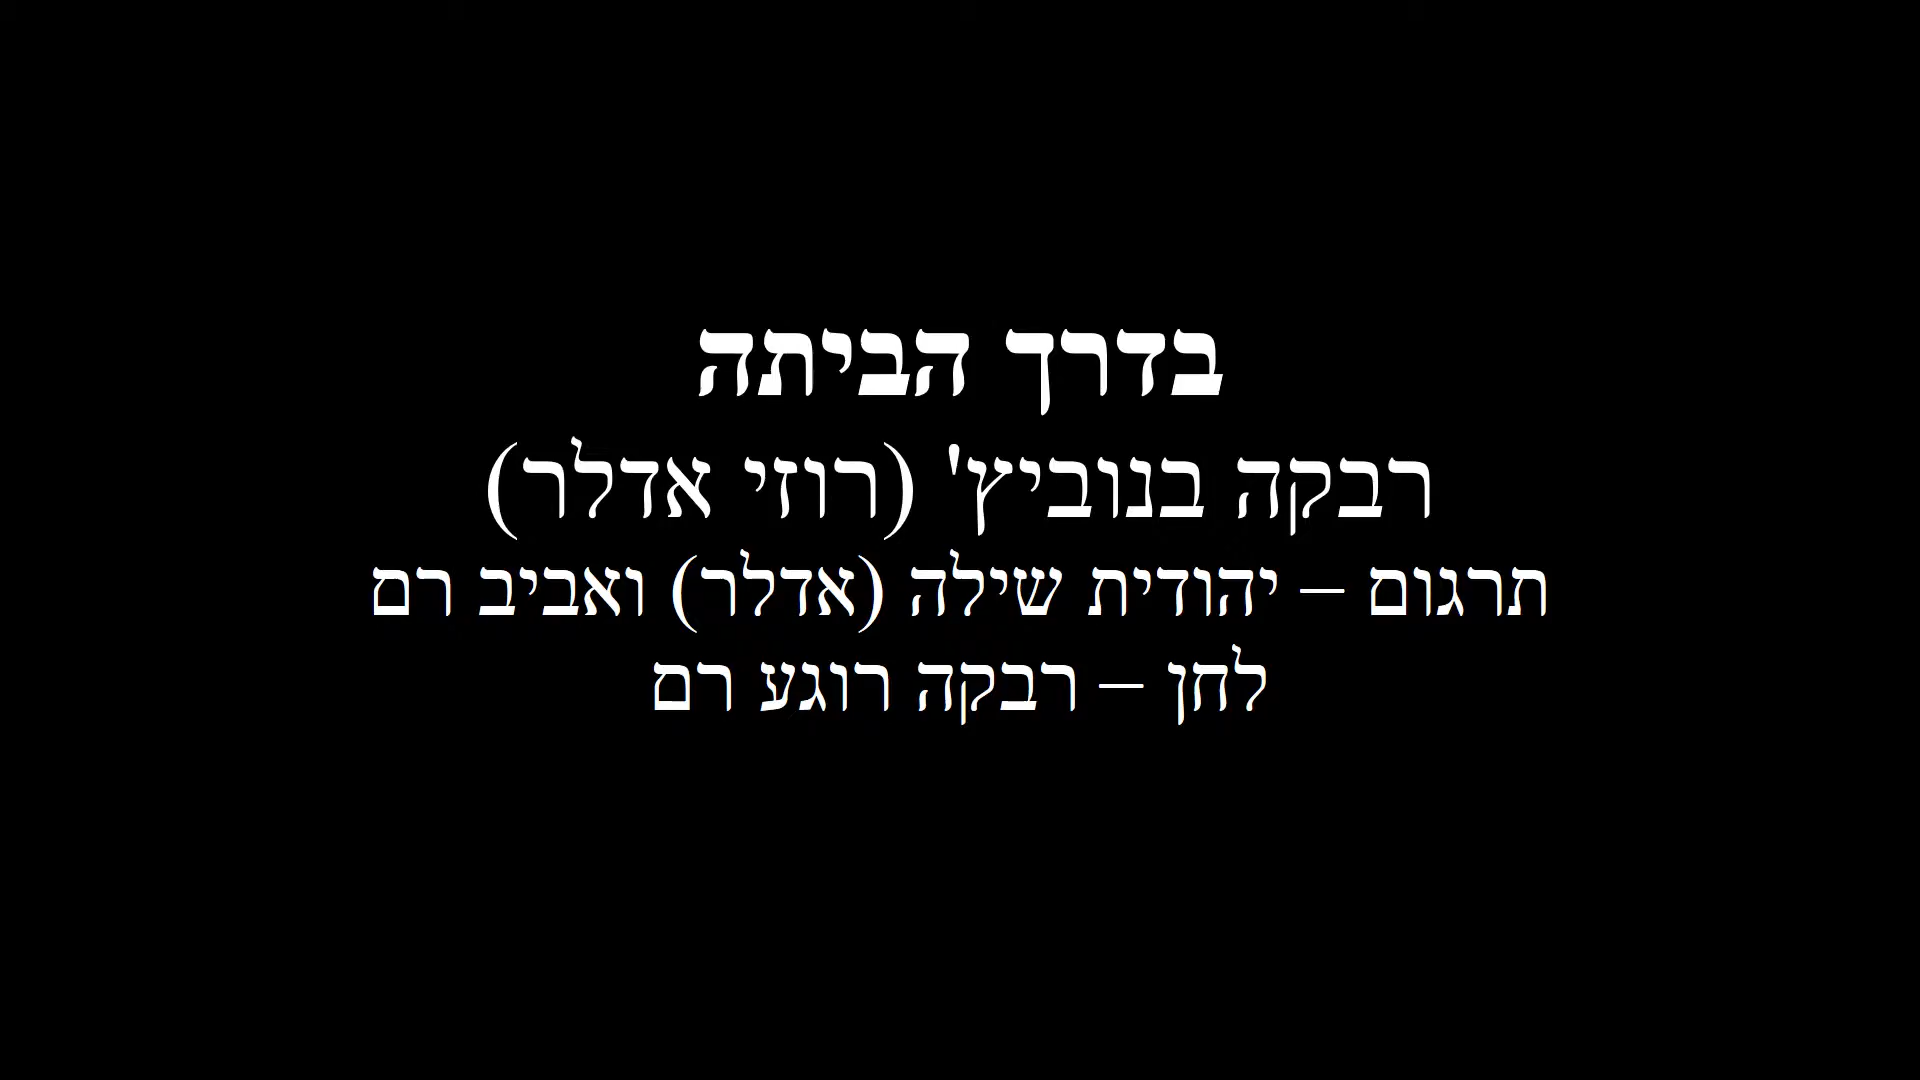 בדרך הביתה
רבקה בנוביץ' (רוזי אדלר)
תרגום – יהודית שילה (אדלר) ואביב רם
לחן – רבקה רוגע רם